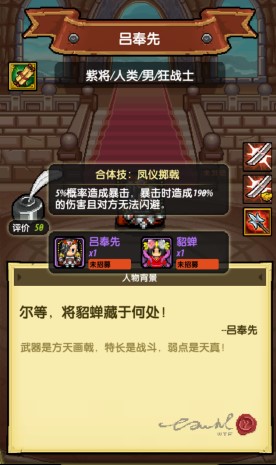 吕奉先
紫将/人类/男/狂战士
合体技：凤仪掷戟
5%概率造成暴击，暴击时造成190%
的伤害且对方无法闪避。
评价 50
吕奉先
x1
未招募
貂蝉
x1
未招募
人物背景
尔等，将貂蝉藏于何处！
--吕奉先
武器是方天画戟，特长是战斗，弱点是天真！
WTF